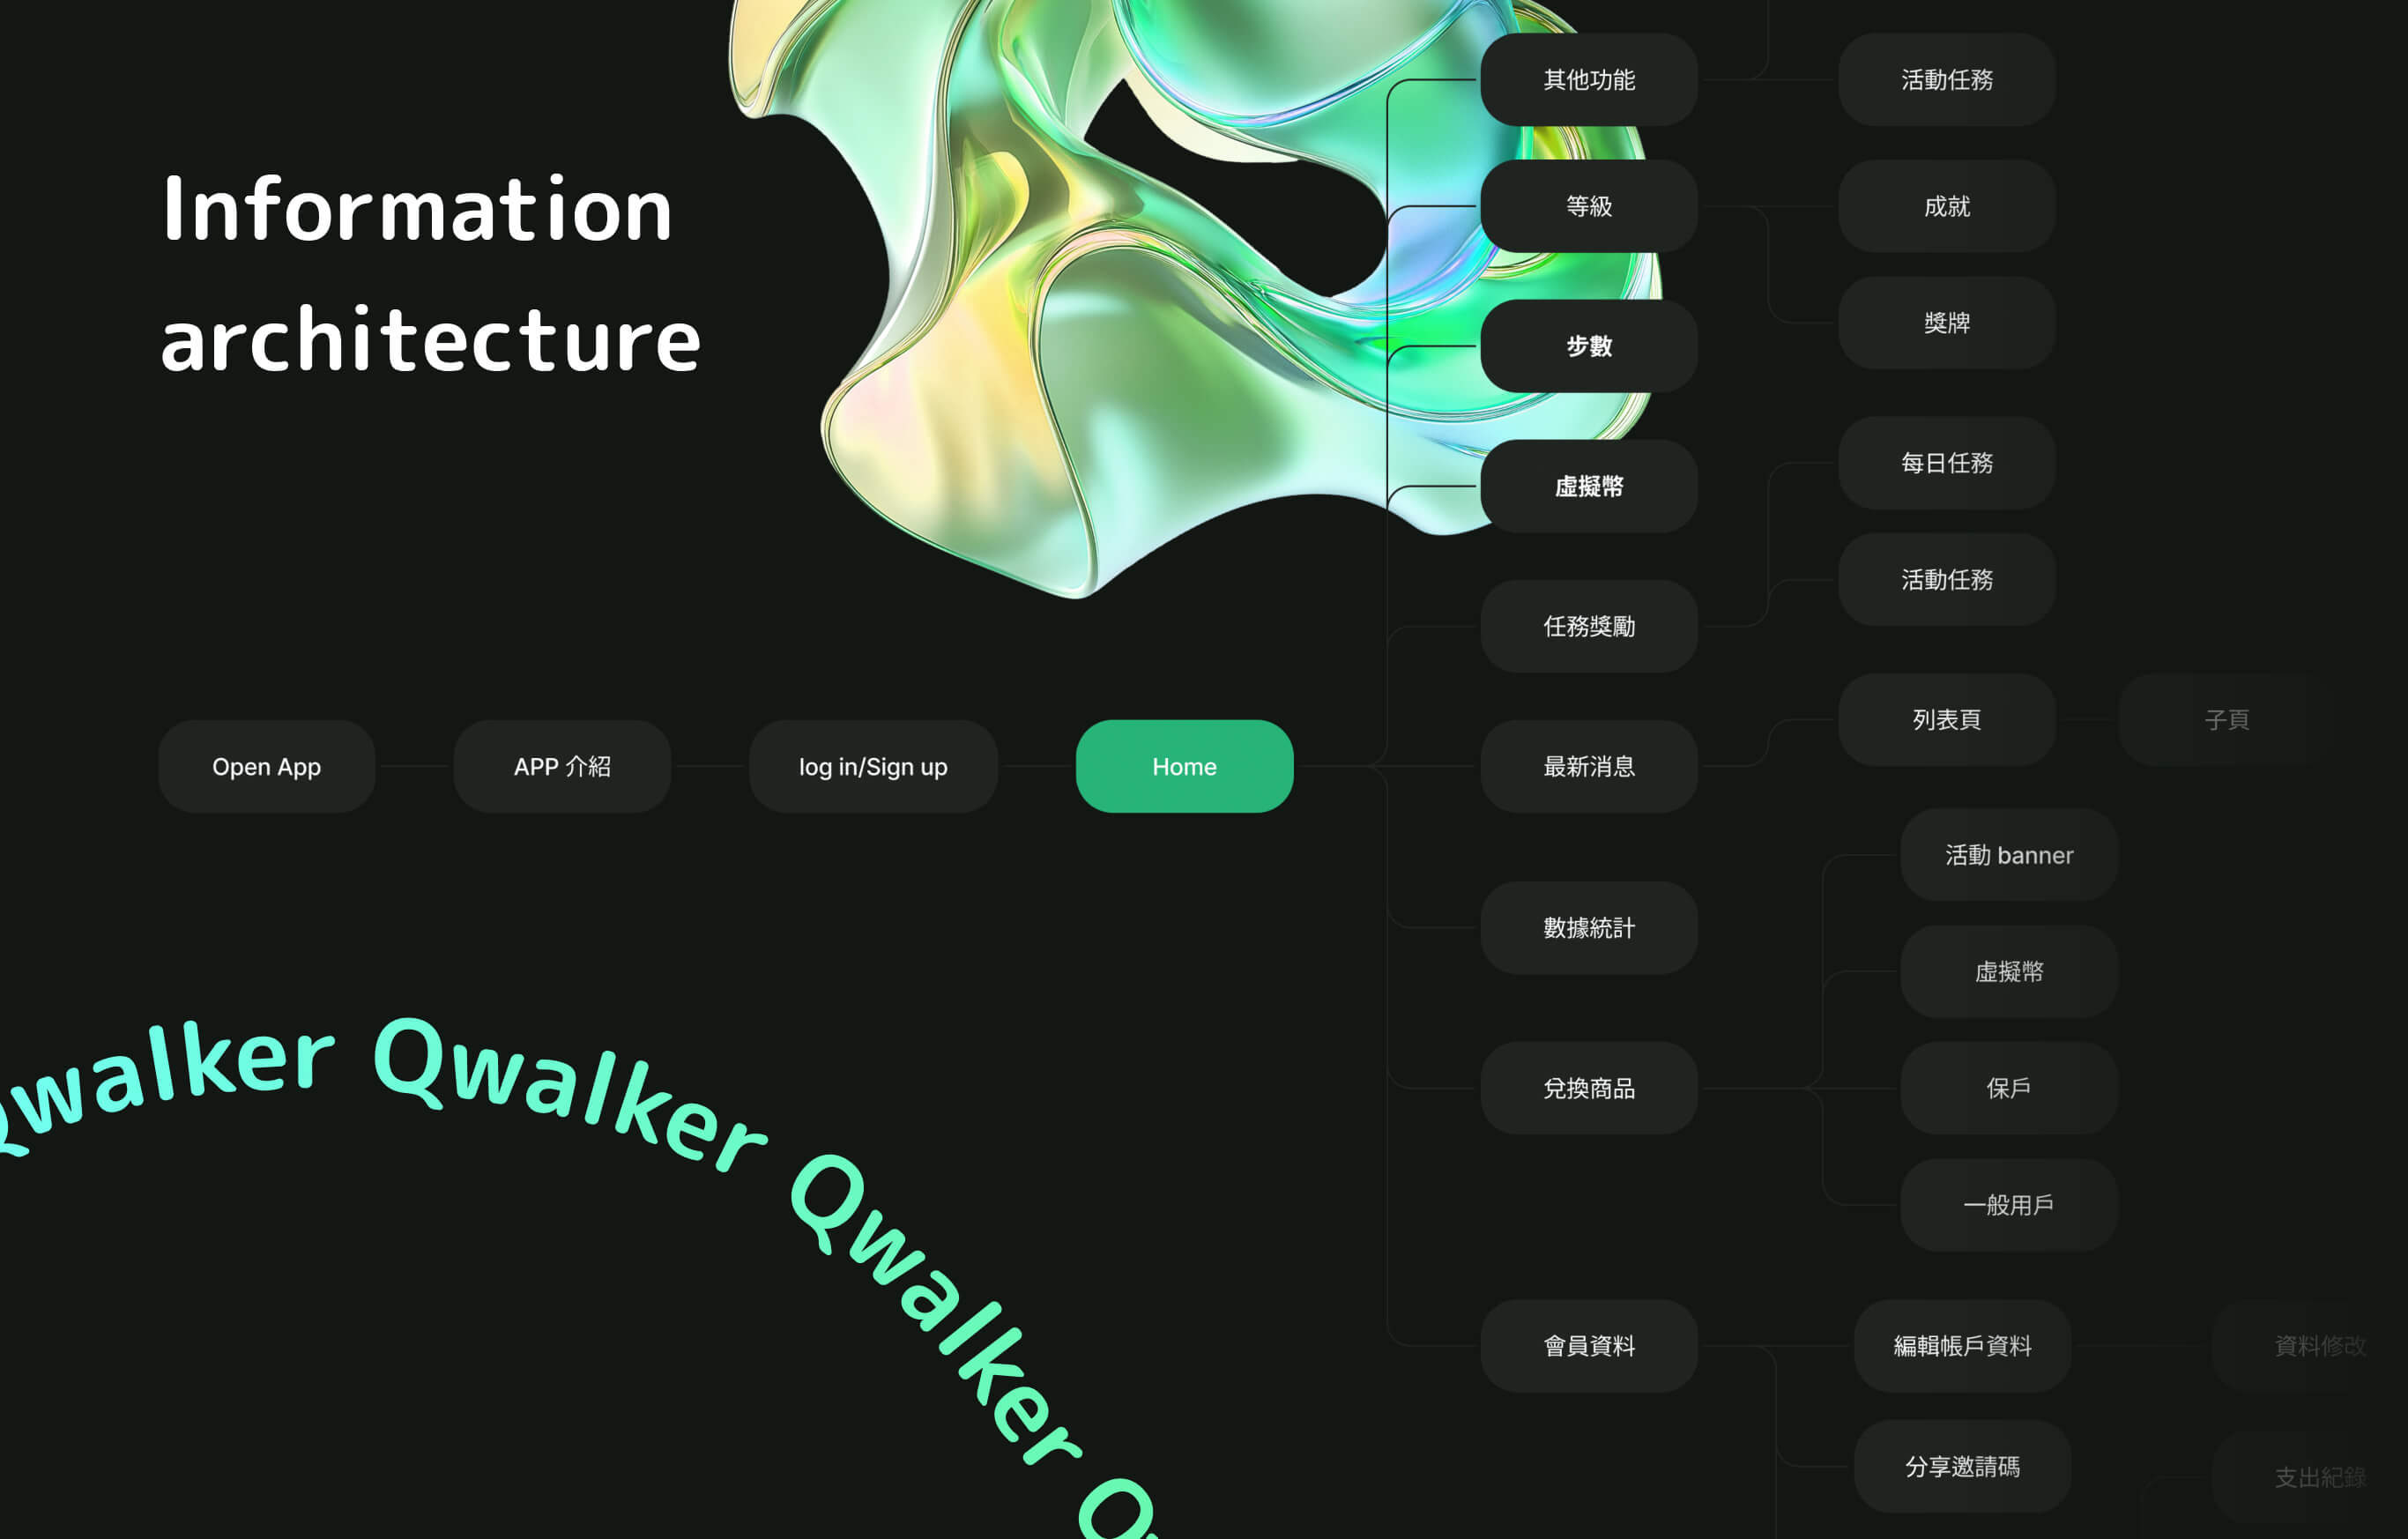 Information
architecture
其他功能
活動任務
等級
成就
獎牌
步數
每日任務
虛擬幣
活動任務
任務獎勵
列表頁
子頁
Open App
APP 介紹
log in/Sign up
Home
最新消息
活動 banner
數據統計
虛擬幣
兌換商品
保戶
一般用戶
會員資料
編輯帳戶資料
資料修改
分享邀請碼
支出紀錄
Qwalker Qwalker Qwalker